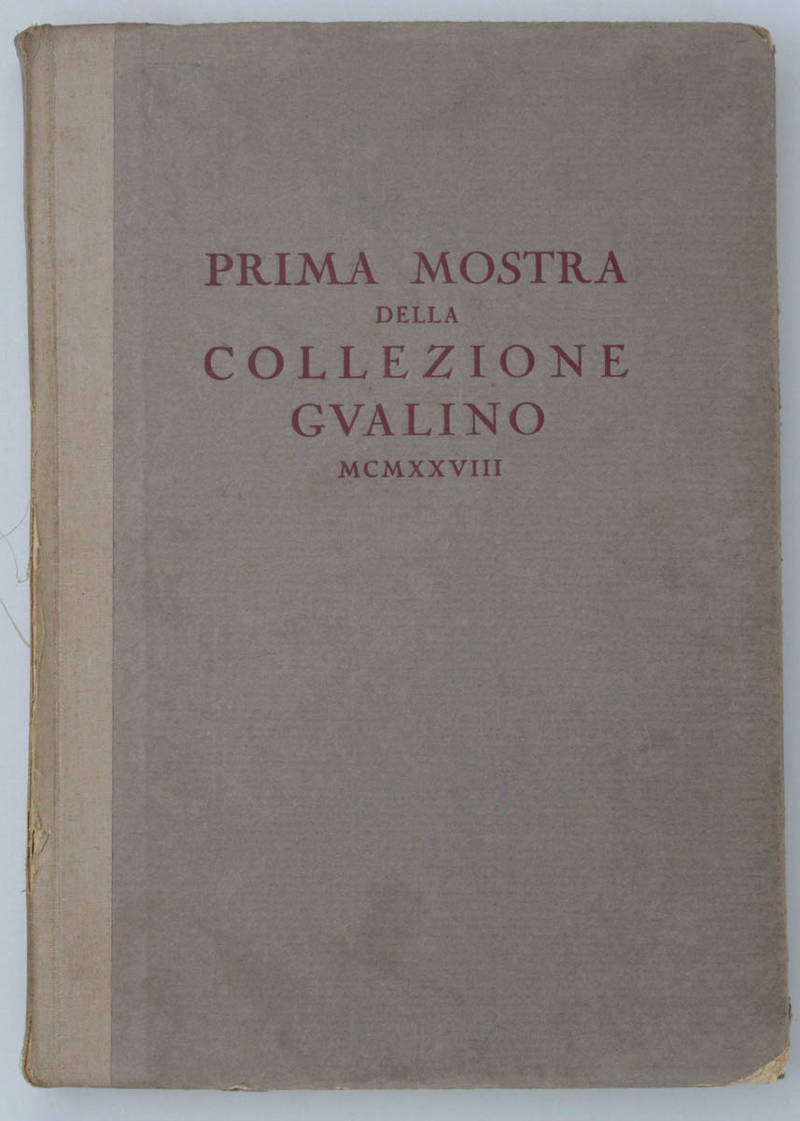 PRIMA MOSTRA
DELLA
COLLEZIONE
GVALINO
MCMXXVIII